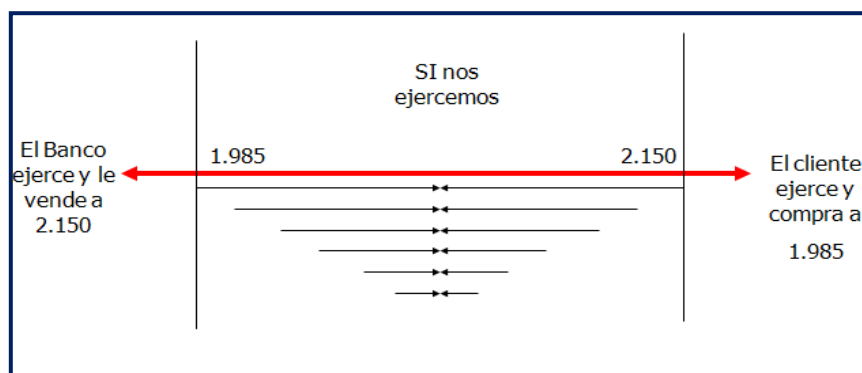 SI nos
ejercemos
El Banco
ejerce y le
vende a
2.150
1.985
2.150
El cliente
ejerce y
compra a
1.985